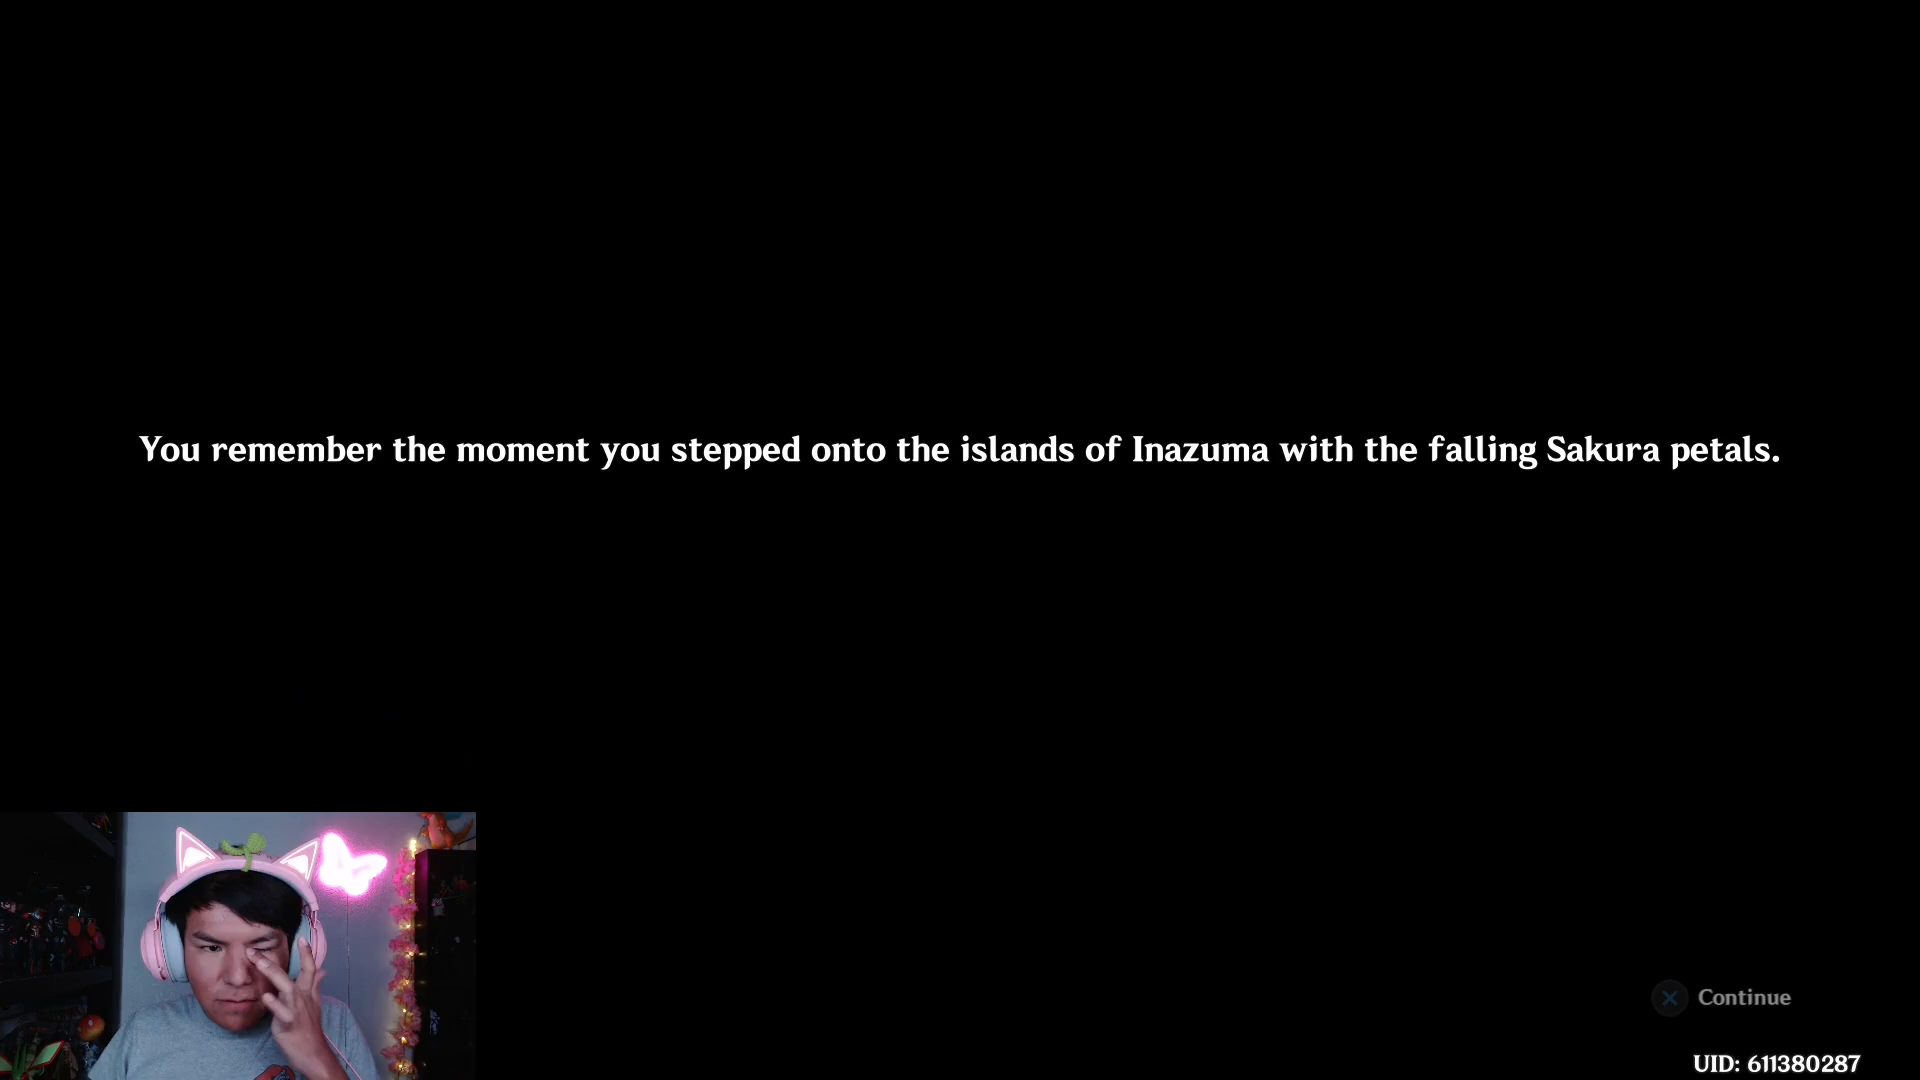 You remember the moment you stepped onto the islands of Inazuma with the falling Sakura petals.
Continue
UID: 611380287